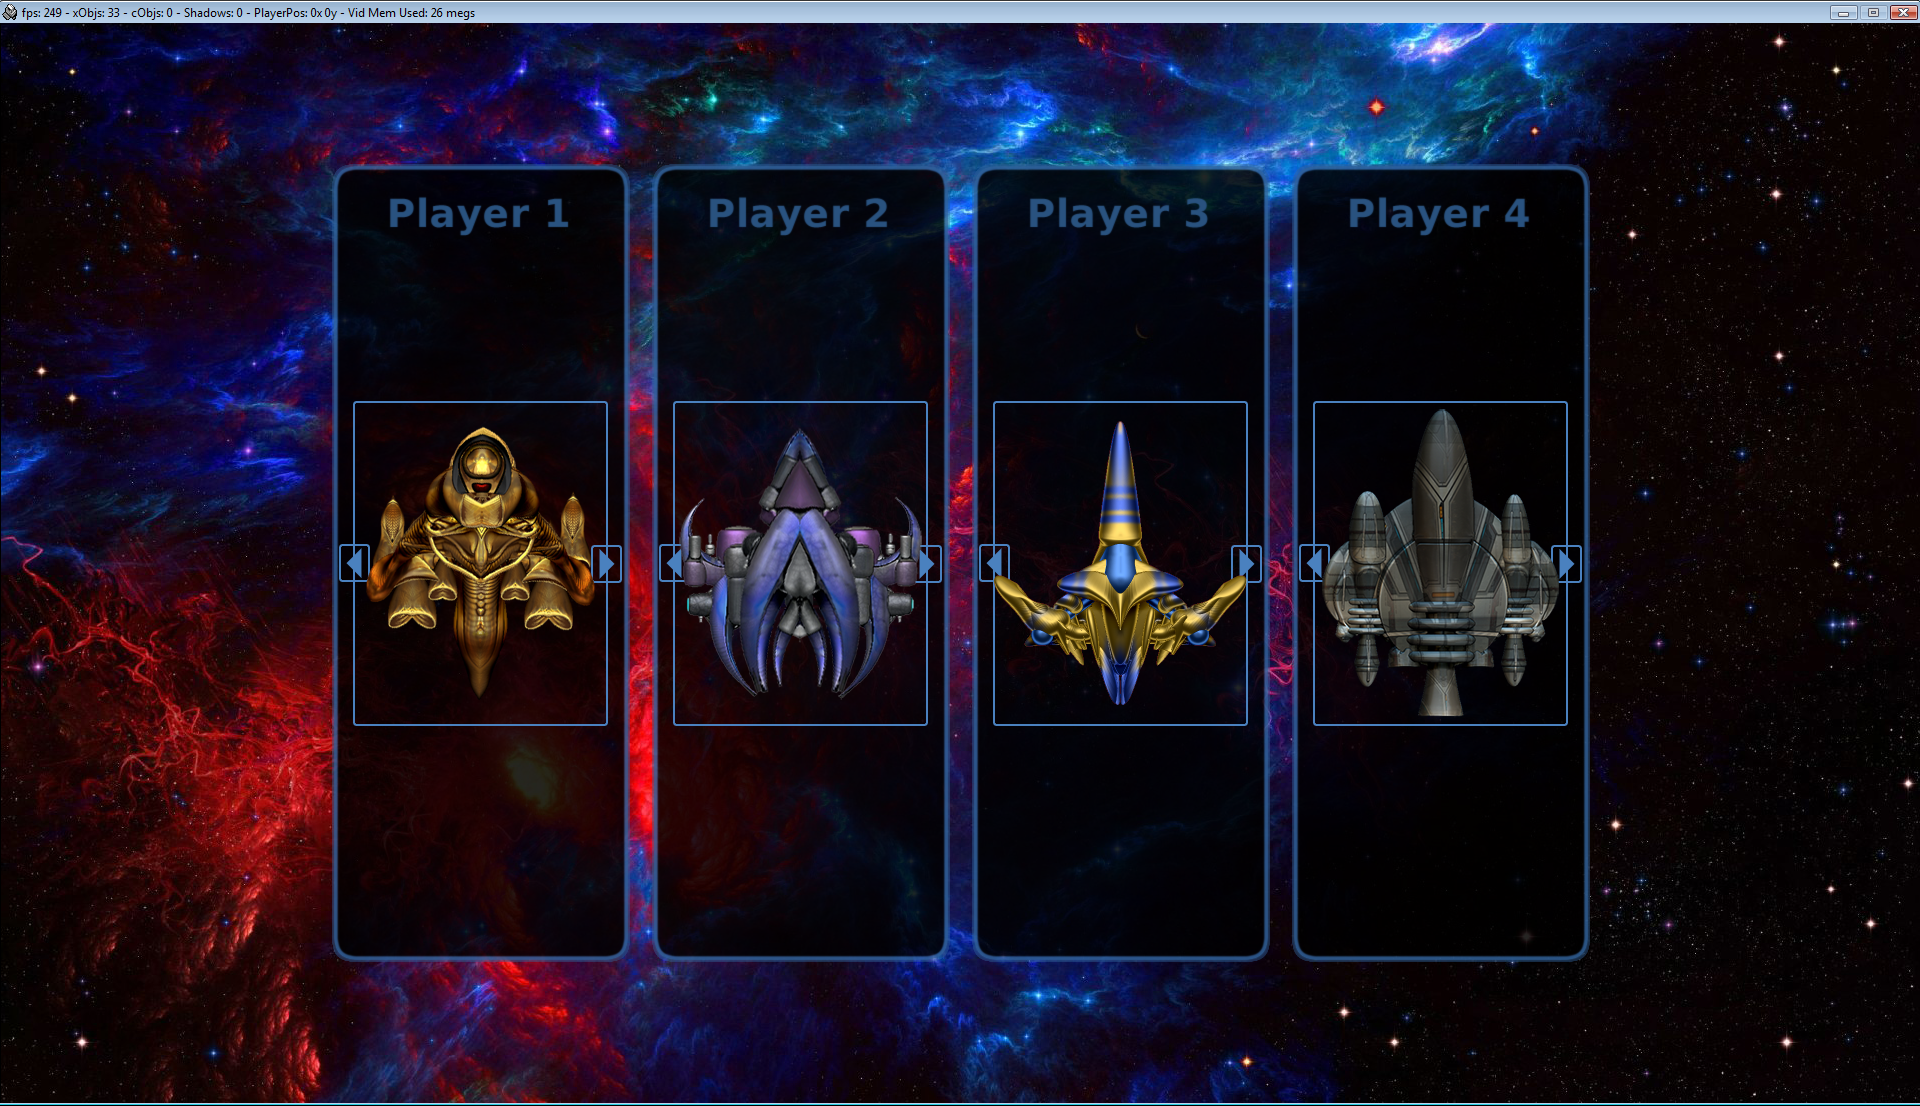 fps: 249 - xObjs: 33 - cObjs: 0 - Shadows: 0 - PlayerPos: 0x 0y - Vid Mem Used: 26 megs
Player 1
Player 2
Player 3
Player 4